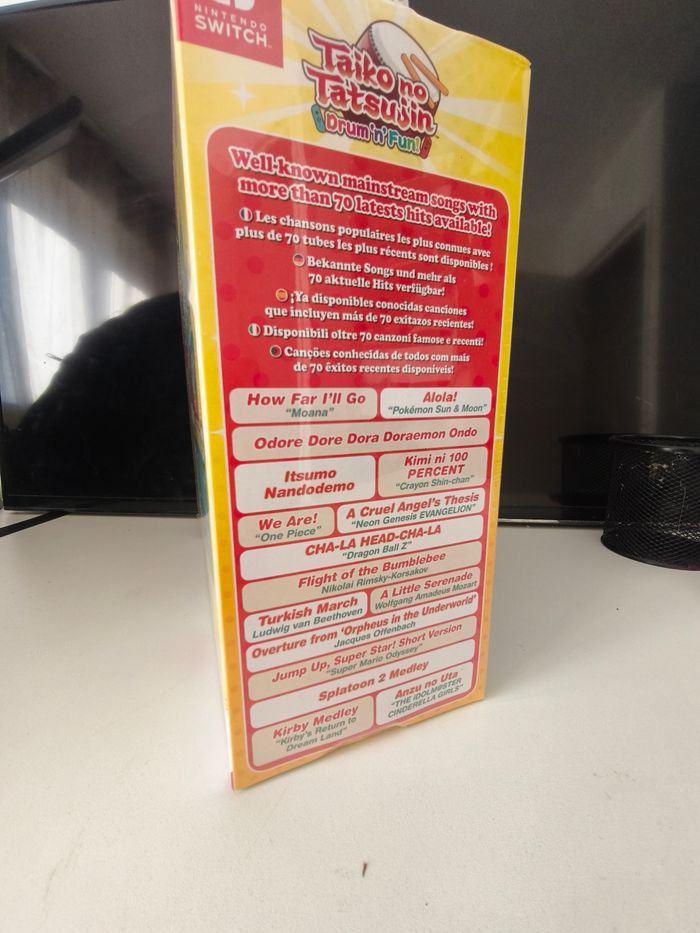 NINTENDO
SWITCH
Taiko no
Tatsujin
Drum 'n' Fun!
Well-known mainstream songs with
more than 70 latests hits available!
Les chansons populaires les plus connues avec
plus de 70 tubes les plus récents sont disponibles !
Bekannte Songs und mehr als
70 aktuelle Hits verfügbar!
¡Ya disponibles conocidas canciones
que incluyen más de 70 exitazos recientes!
Disponibili oltre 70 canzoni famose e recenti!
Canções conhecidas de todos com mais
de 70 êxitos recentes disponíveis!
How Far I'll Go
"Moana"
Alola!
"Pokémon Sun & Moon"
Odore Dore Dora Doraemon Ondo
Itsumo
Nandodemo
Kimi ni 100
PERCENT
"Crayon Shin-chan"
We Are!
"One Piece"
A Cruel Angel's Thesis
"Neon Genesis EVANGELION"
CHA-LA HEAD-CHA-LA
"Dragon Ball Z"
Flight of the Bumblebee
Nikolai Rimsky-Korsakov
Turkish March
Ludwig van Beethoven
A Little Serenade
Wolfgang Amadeus Mozart
Overture from 'Orpheus in the Underworld'
Jacques Offenbach
Jump Up, Super Star! Short Version
"Super Mario Odyssey"
Splatoon 2 Medley
Kirby Medley
"Kirby's Return to
Dream Land"
Anzu no Uta
"THE IDOLM@STER
CINDERELLA GIRLS"